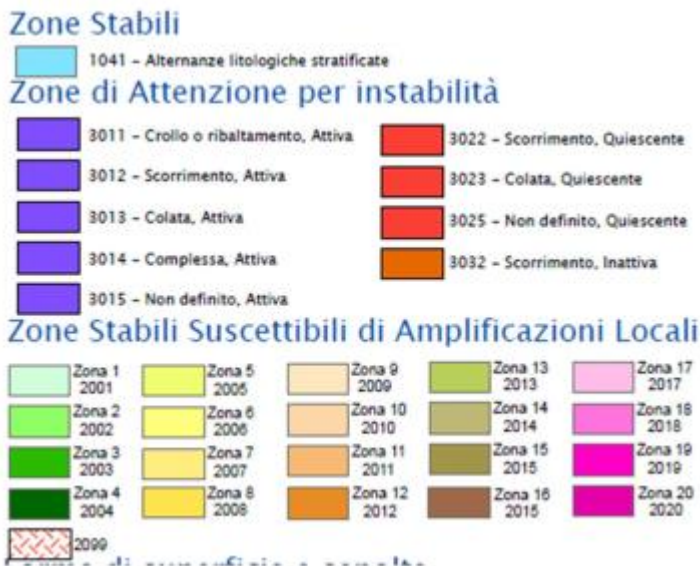 Zone Stabili
1041 - Alternanze litologiche stratificate
Zone di Attenzione per instabilità
3011 - Crollo o ribaltamento, Attiva
3012 - Scorrimento, Attiva
3013 - Colata, Attiva
3014 - Complessa, Attiva
3015 - Non definito, Attiva
3022 - Scorrimento, Quiescente
3023 - Colata, Quiescente
3025 - Non definito, Quiescente
3032 - Scorrimento, Inattiva
Zone Stabili Suscettibili di Amplificazioni Locali
Zona 1
2001
Zona 2
2002
Zona 3
2003
Zona 4
2004
2099
Zona 5
2005
Zona 6
2006
Zona 7
2007
Zona 8
2008
Zona 9
2009
Zona 10
2010
Zona 11
2011
Zona 12
2012
Zona 13
2013
Zona 14
2014
Zona 15
2015
Zona 16
2015
Zona 17
2017
Zona 18
2018
Zona 19
2019
Zona 20
2020
di superficie e sepolte